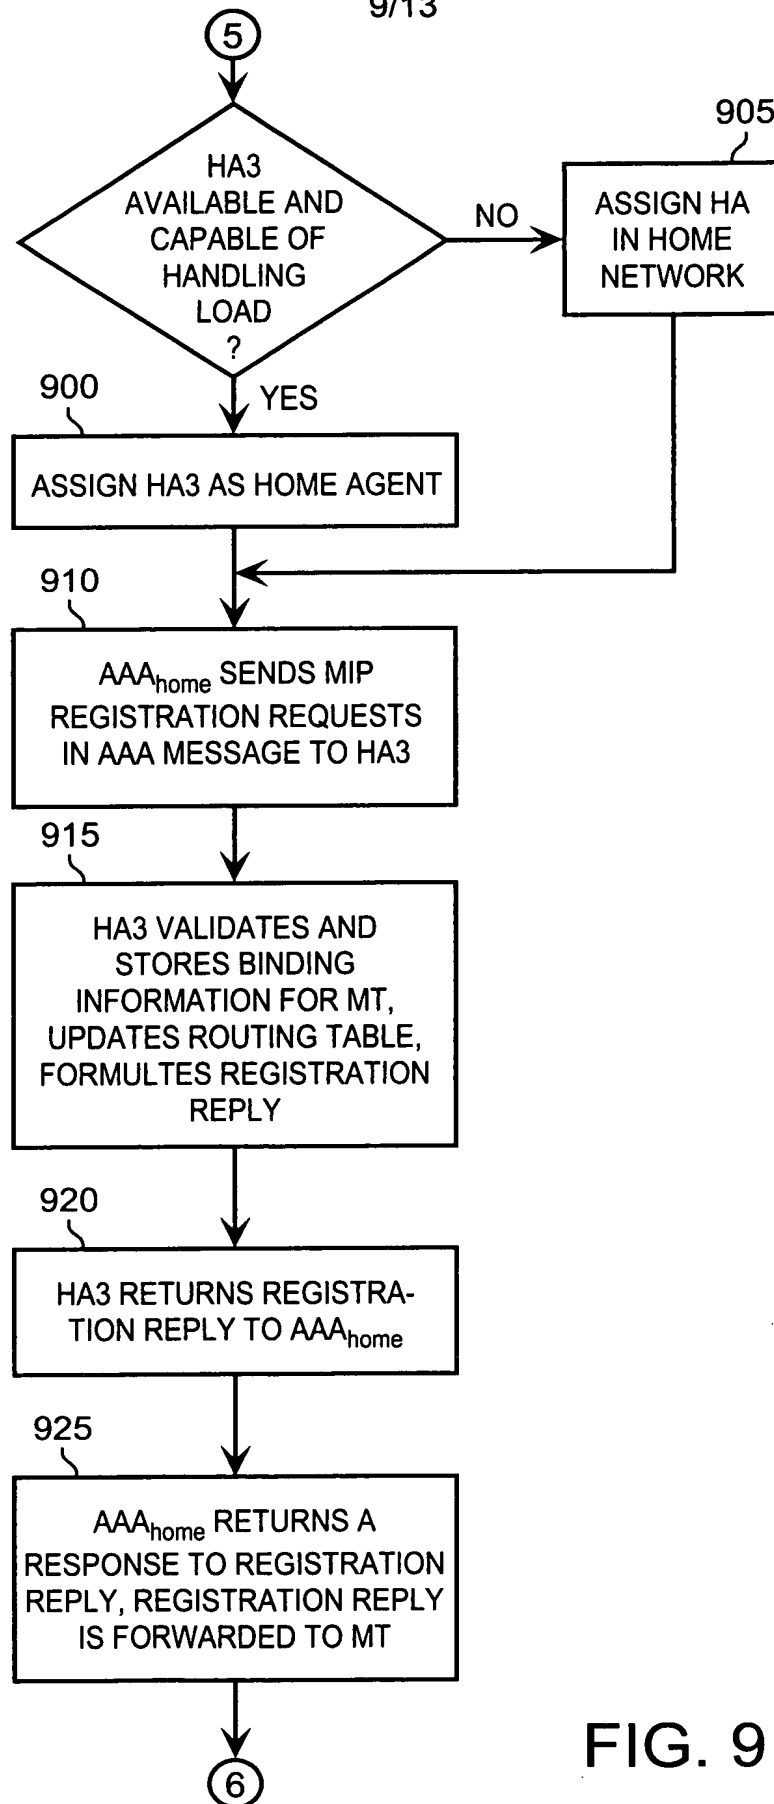 9/13
5
HA3
AVAILABLE AND
CAPABLE OF
HANDLING
LOAD
?
NO
905
ASSIGN HA
IN HOME
NETWORK
YES
900
ASSIGN HA3 AS HOME AGENT
910
AAAhome SENDS MIP
REGISTRATION REQUESTS
IN AAA MESSAGE TO HA3
915
HA3 VALIDATES AND
STORES BINDING
INFORMATION FOR MT,
UPDATES ROUTING TABLE,
FORMULTES REGISTRATION
REPLY
920
HA3 RETURNS REGISTRA-
TION REPLY TO AAAhome
925
AAAhome RETURNS A
RESPONSE TO REGISTRATION
REPLY, REGISTRATION REPLY
IS FORWARDED TO MT
6
FIG. 9